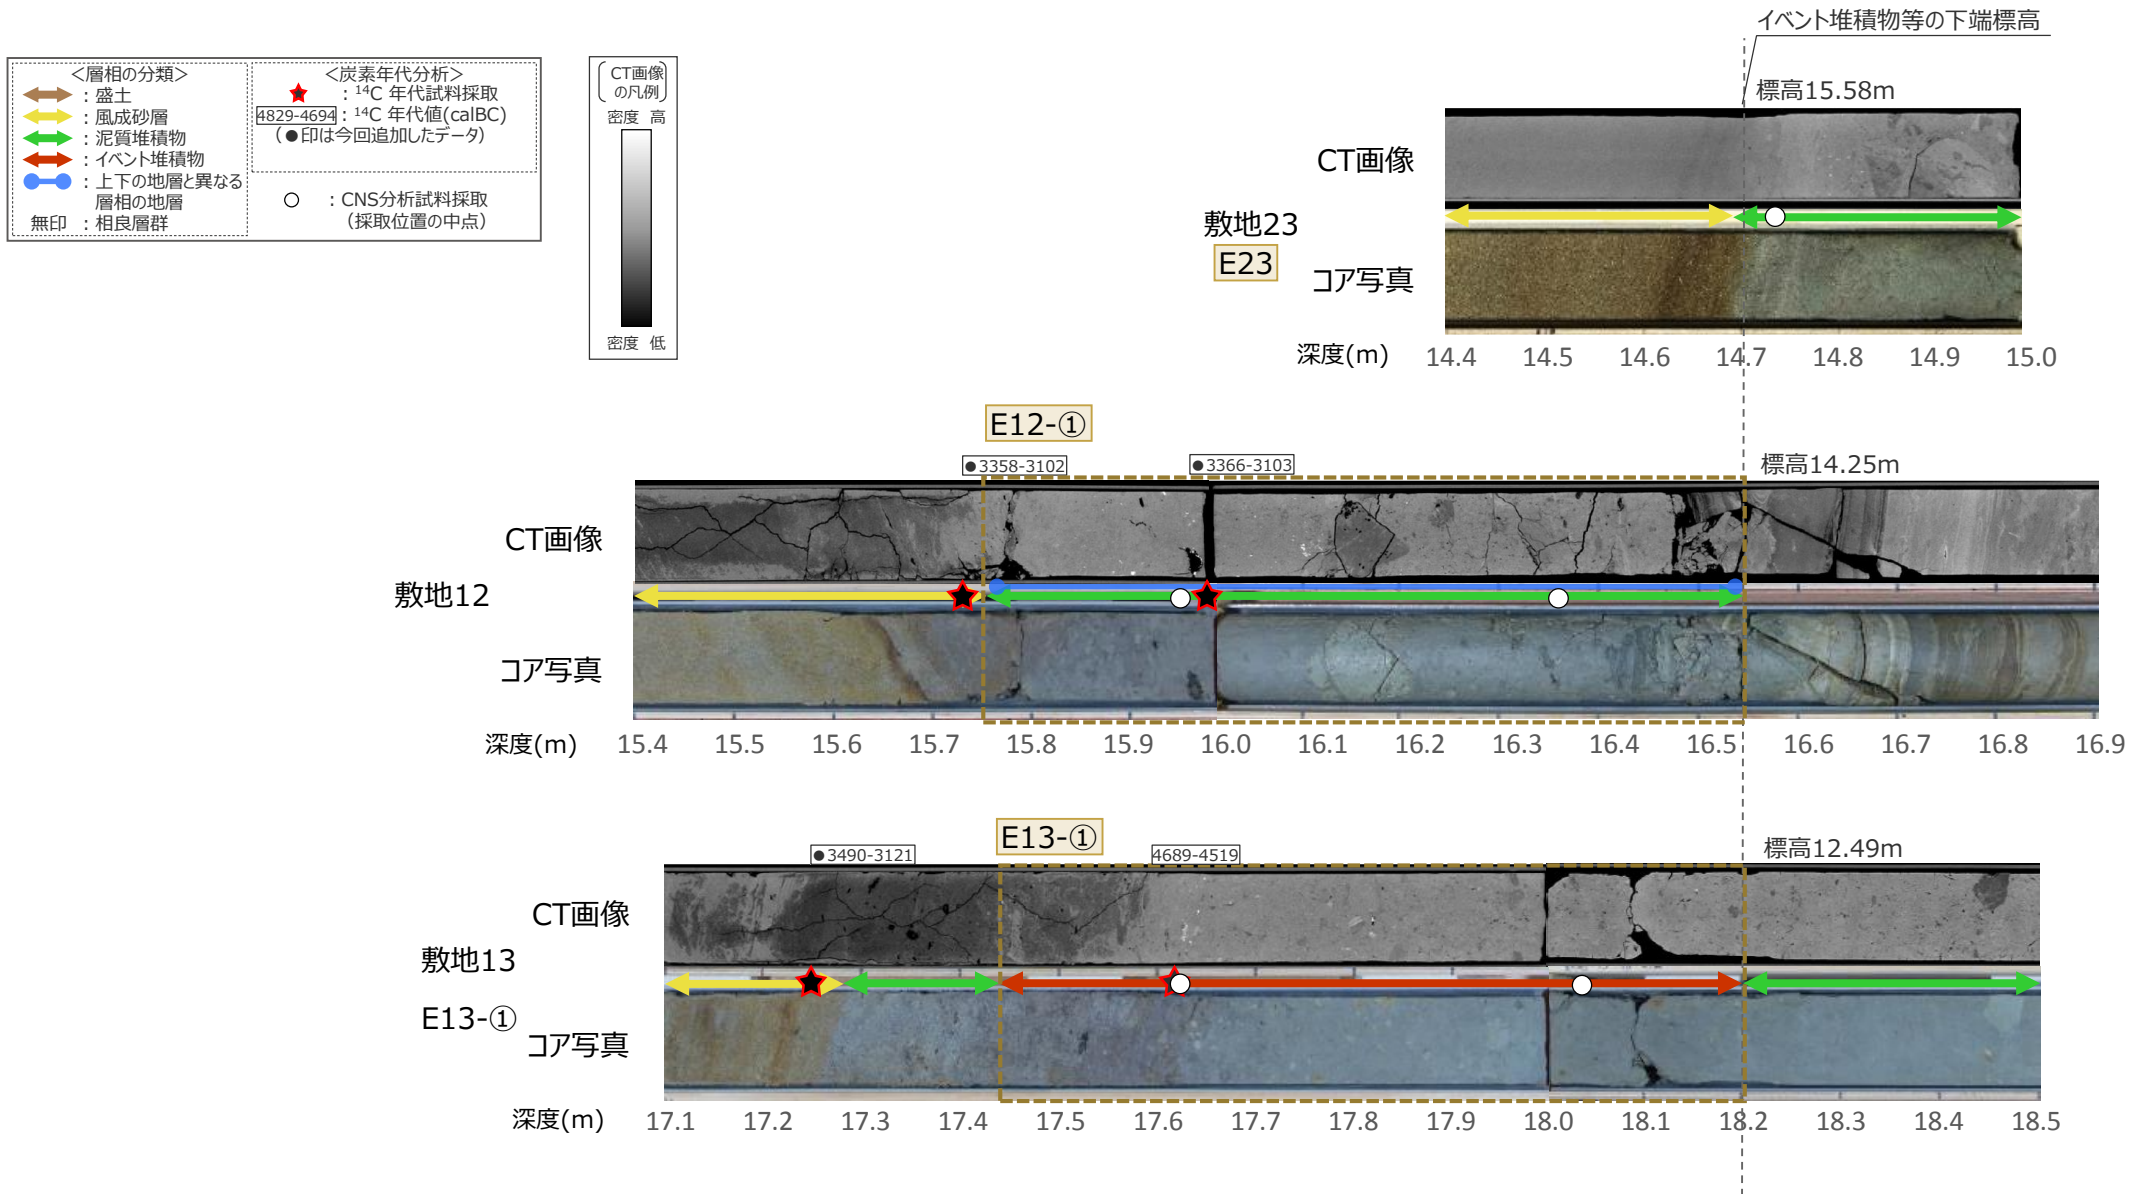 イベント堆積物等の下端標高
<層相の分類>
：盛土
：風成砂層
：泥質堆積物
：イベント堆積物
：上下の地層と異なる
層相の地層
無印 ：相良層群
<炭素年代分析>
：14C 年代試料採取
4829-4694 ：14C 年代値(calBC)
（●印は今回追加したデータ）
：CNS分析試料採取
（採取位置の中点）
CT画像
の凡例
密度 高
密度 低
標高15.58m
CT画像
敷地23
E23
コア写真
深度(m) 14.4 14.5 14.6 14.7 14.8 14.9 15.0
E12-①
●3358-3102 ●3366-3103 標高14.25m
CT画像
敷地12
コア写真
深度(m) 15.4 15.5 15.6 15.7 15.8 15.9 16.0 16.1 16.2 16.3 16.4 16.5 16.6 16.7 16.8 16.9
E13-①
●3490-3121 4689-4519 標高12.49m
CT画像
敷地13
E13-①
コア写真
深度(m) 17.1 17.2 17.3 17.4 17.5 17.6 17.7 17.8 17.9 18.0 18.1 18.2 18.3 18.4 18.5